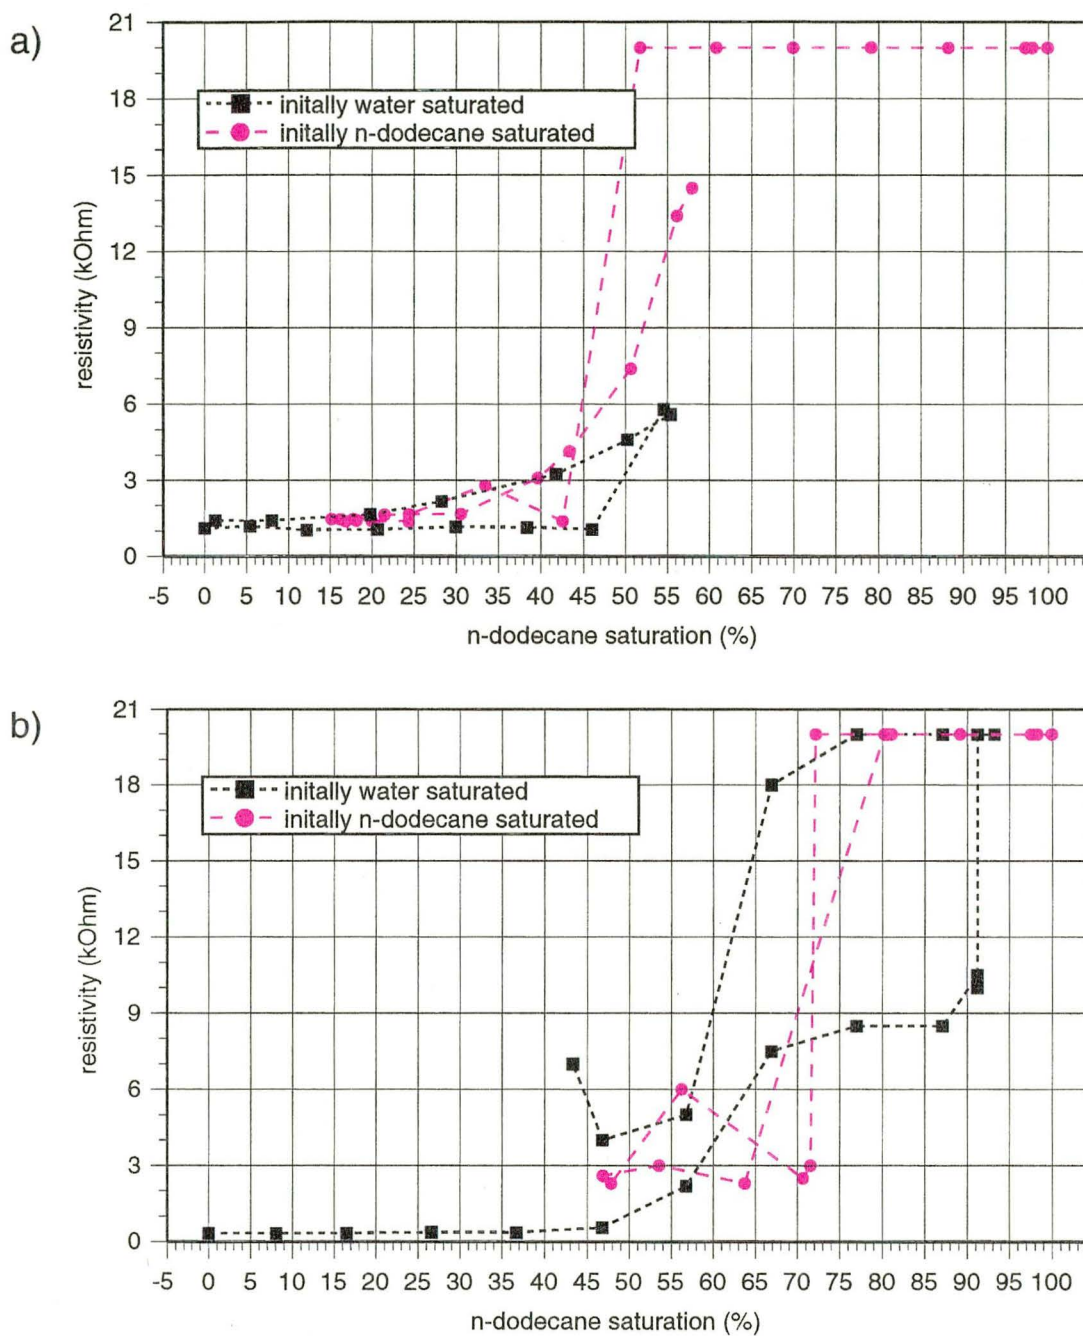 a)
21
18
15
12
9
6
3
0
resistivity (kOhm)
initally water saturated
initally n-dodecane saturated
-5 0 5 10 15 20 25 30 35 40 45 50 55 60 65 70 75 80 85 90 95 100
n-dodecane saturation (%)
b)
21
18
15
12
9
6
3
0
resistivity (kOhm)
initally water saturated
initally n-dodecane saturated
-5 0 5 10 15 20 25 30 35 40 45 50 55 60 65 70 75 80 85 90 95 100
n-dodecane saturation (%)